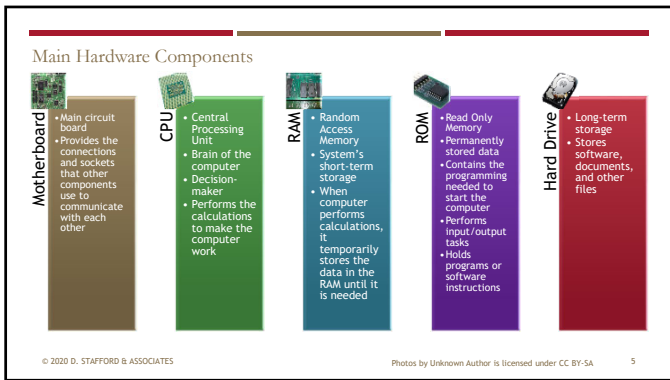 Main Hardware Components
Motherboard
•Main circuit
board
•Provides the
connections
and sockets
that other
components
use to
communicate
with each
other
CPU
• Central
Processing
Unit
• Brain of the
computer
• Decision-
maker
• Performs the
calculations
to make the
computer
work
RAM
• Random
Access
Memory
• System's
short-term
storage
• When
computer
performs
calculations,
it
temporarily
stores the
data in the
RAM until it is
needed
ROM
•Read Only
Memory
•Permanently
stored data
•Contains the
programming
needed to
start the
computer
•Performs
input/output
tasks
•Holds
programs or
software
instructions
Hard Drive
• Long-term
storage
• Stores
software,
documents,
and other
files
© 2020 D. STAFFORD & ASSOCIATES
Photos by Unknown Author is licensed under CC BY-SA
5